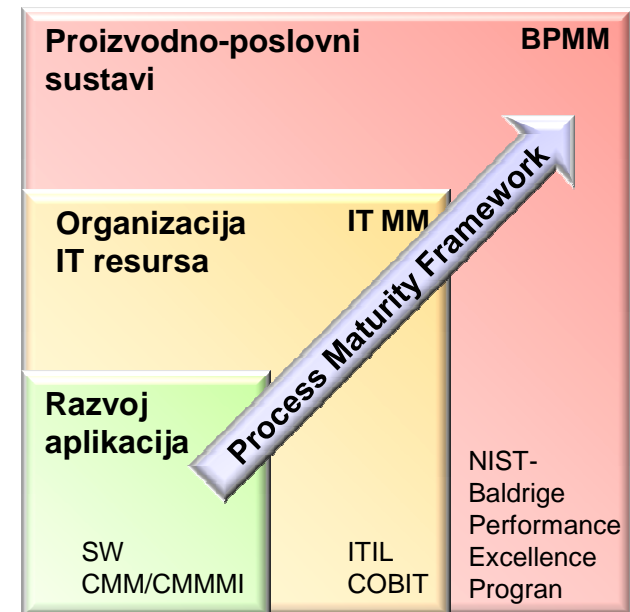 Proizvodno-poslovni
sustavi
BPMM
Organizacija
IT resursa
IT MM
Process Maturity Framework
Razvoj
aplikacija
SW
CMM/CMMMI
ITIL
COBIT
NIST-
Baldrige
Performance
Excellence
Progran